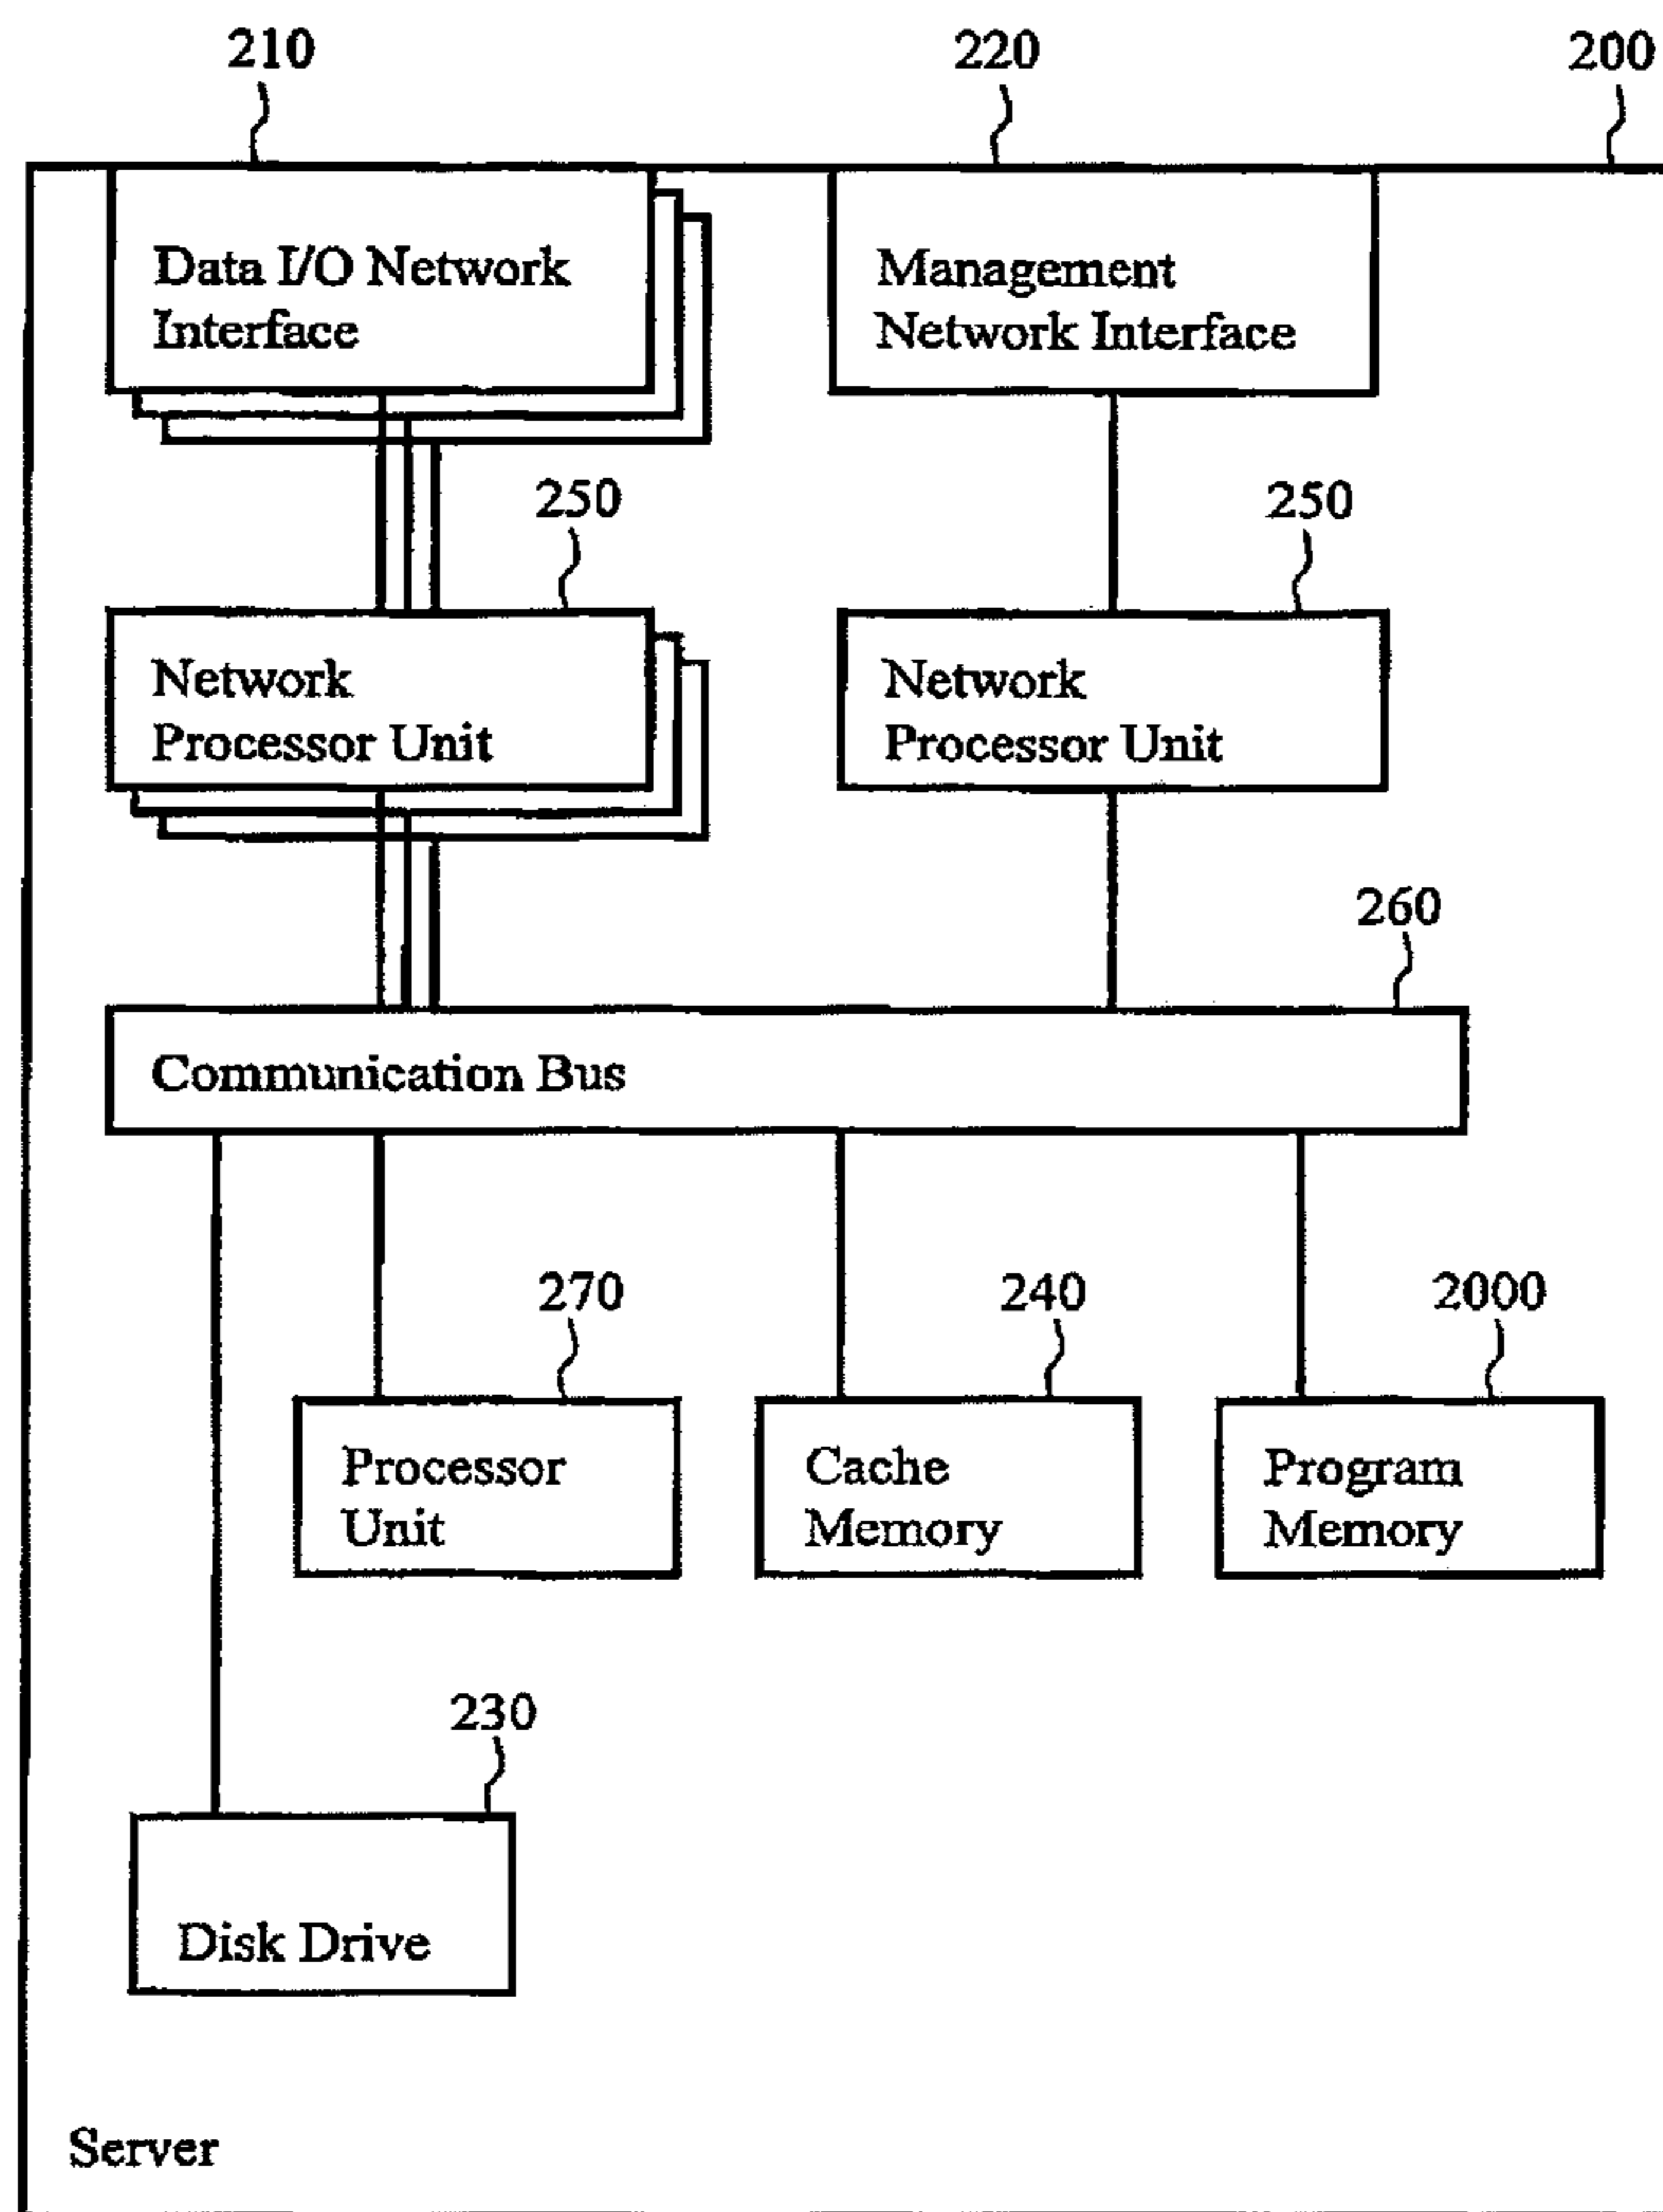 210
220
200
Data I/O Network
Interface
Management
Network Interface
250
250
Network
Processor Unit
Network
Processor Unit
260
Communication Bus
270
240
2000
Processor
Unit
Cache
Memory
Program
Memory
230
Disk Drive
Server